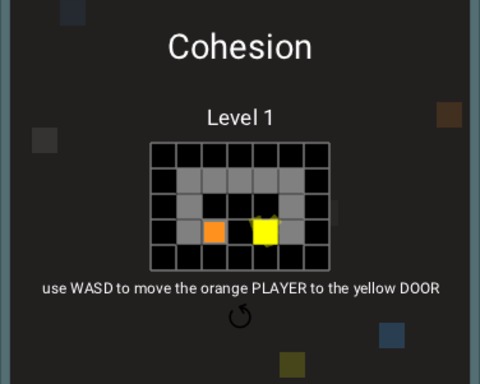 Cohesion
Level 1
use WASD to move the orange PLAYER to the yellow DOOR